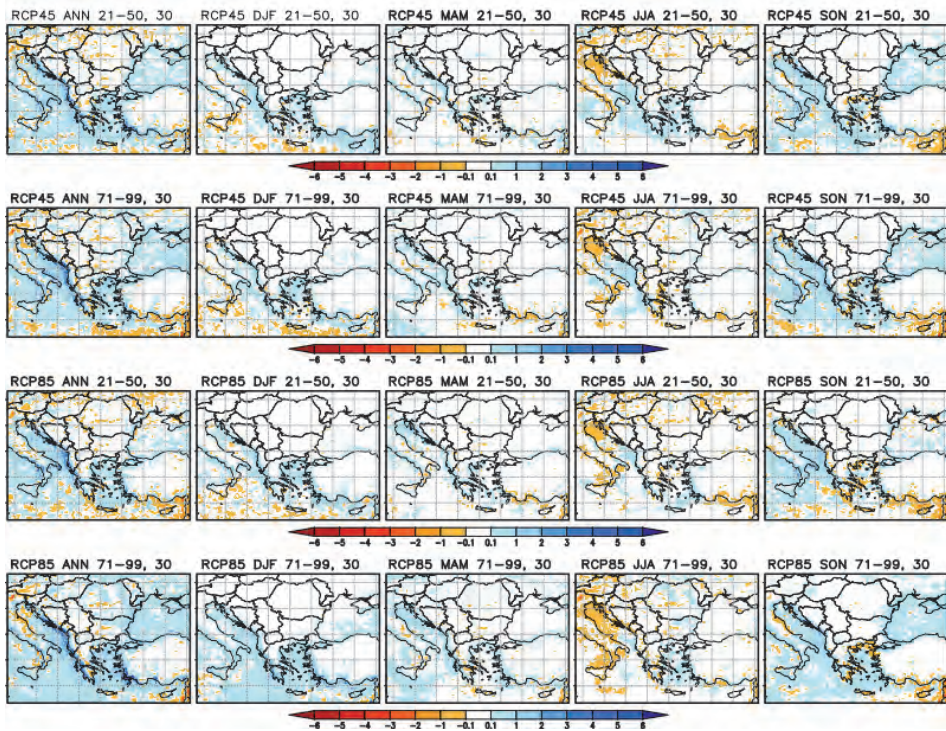 RCP45 ANN 21-50, 30 RCP45 DJF 21-50, 30 RCP45 MAM 21-50, 30 RCP45 JJA 21-50, 30 RCP45 SON 21-50, 30
-6 -5 -4 -3 -2 -1 -0.1 0.1 1 2 3 4 5 6
RCP45 ANN 71-99, 30 RCP45 DJF 71-99, 30 RCP45 MAM 71-99, 30 RCP45 JJA 71-99, 30 RCP45 SON 71-99, 30
-6 -5 -4 -3 -2 -1 -0.1 0.1 1 2 3 4 5 6
RCP85 ANN 21-50, 30 RCP85 DJF 21-50, 30 RCP85 MAM 21-50, 30 RCP85 JJA 21-50, 30 RCP85 SON 21-50, 30
-6 -5 -4 -3 -2 -1 -0.1 0.1 1 2 3 4 5 6
RCP85 ANN 71-99, 30 RCP85 DJF 71-99, 30 RCP85 MAM 71-99, 30 RCP85 JJA 71-99, 30 RCP85 SON 71-99, 30
-6 -5 -4 -3 -2 -1 -0.1 0.1 1 2 3 4 5 6